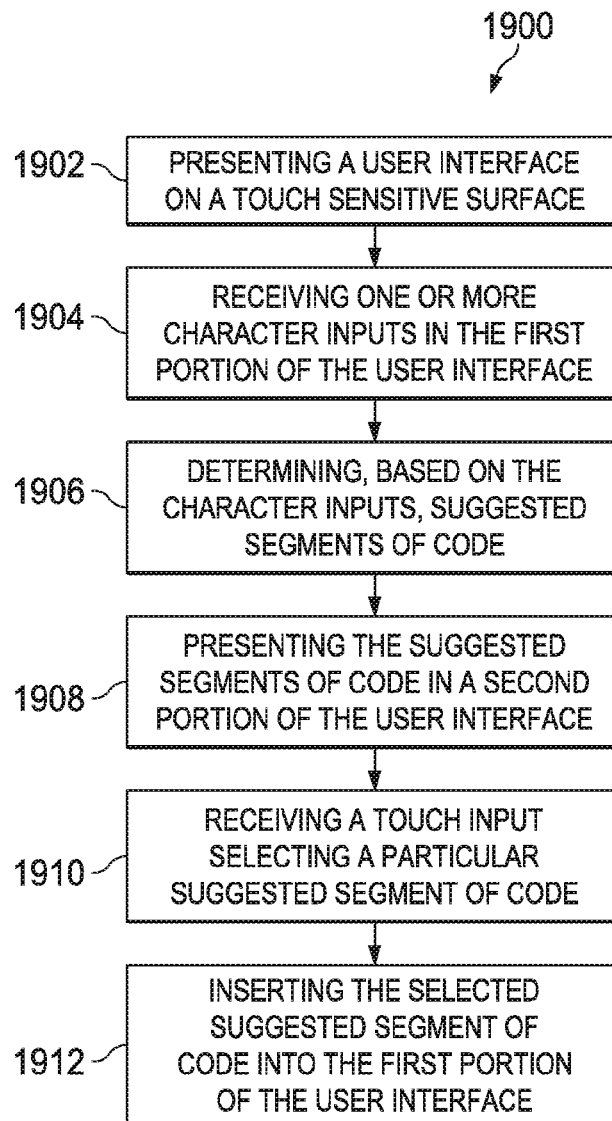 1900
1902
PRESENTING A USER INTERFACE
ON A TOUCH SENSITIVE SURFACE
1904
RECEIVING ONE OR MORE
CHARACTER INPUTS IN THE FIRST
PORTION OF THE USER INTERFACE
1906
DETERMINING, BASED ON THE
CHARACTER INPUTS, SUGGESTED
SEGMENTS OF CODE
1908
PRESENTING THE SUGGESTED
SEGMENTS OF CODE IN A SECOND
PORTION OF THE USER INTERFACE
1910
RECEIVING A TOUCH INPUT
SELECTING A PARTICULAR
SUGGESTED SEGMENT OF CODE
1912
INSERTING THE SELECTED
SUGGESTED SEGMENT OF
CODE INTO THE FIRST PORTION
OF THE USER INTERFACE